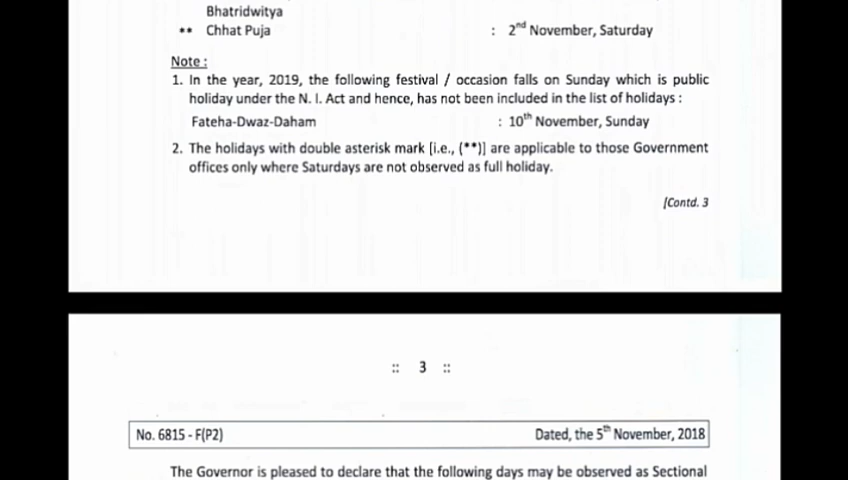 Bhatridwitya
** Chhat Puja : 2nd November, Saturday
Note :
1. In the year, 2019, the following festival / occasion falls on Sunday which is public
holiday under the N. I. Act and hence, has not been included in the list of holidays :
Fateha-Dwaz-Daham : 10th November, Sunday
2. The holidays with double asterisk mark [i.e., (**)] are applicable to those Government
offices only where Saturdays are not observed as full holiday.
[Contd. 3
:: 3 ::
No. 6815 - F(P2) Dated, the 5th November, 2018
The Governor is pleased to declare that the following days may be observed as Sectional